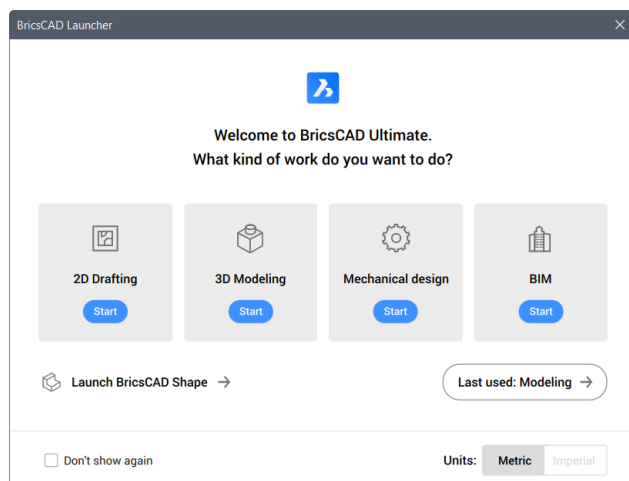 BricsCAD Launcher
Welcome to BricsCAD Ultimate.
What kind of work do you want to do?
2D Drafting
Start
3D Modeling
Start
Mechanical design
Start
BIM
Start
Launch BricsCAD Shape
Last used: Modeling
Don't show again
Units: Metric Imperial